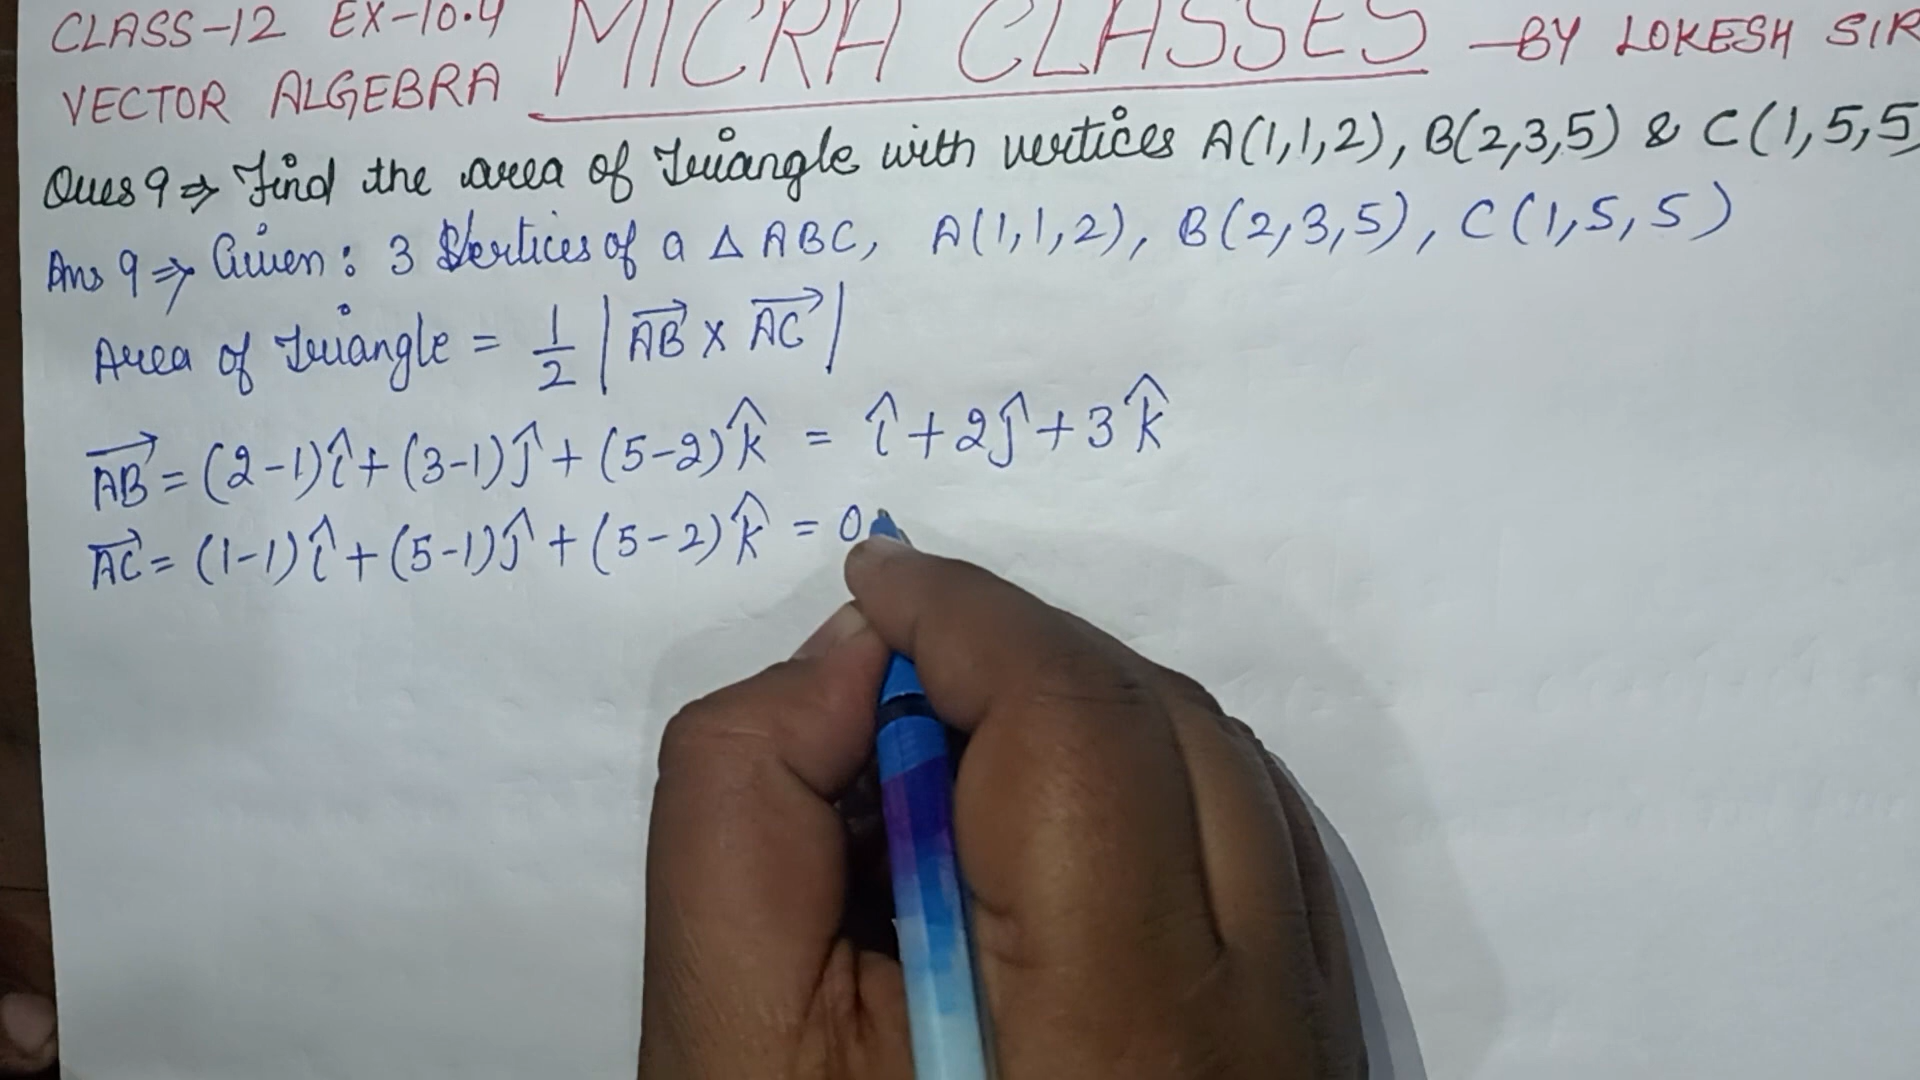 CLASS-12 EX-10.4 MICRA CLASSES -BY LOKESH SIR
VECTOR ALGEBRA
Ques 9 ⇒ Find the area of Triangle with vertices A(1,1,2), B(2,3,5) & C(1,5,5)
Ans 9 ⇒ Given : 3 Vertices of a △ ABC, A(1,1,2), B(2,3,5), C(1,5,5)
Area of Triangle = 1/2 |→AB × →AC|
→AB = (2-1)î + (3-1)ĵ + (5-2)k̂ = î + 2ĵ + 3k̂
→AC = (1-1)î + (5-1)ĵ + (5-2)k̂ = 0